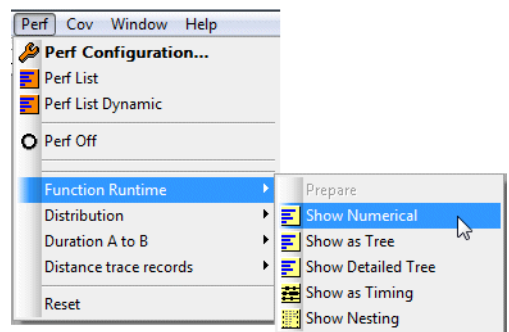 Perf Cov Window Help
Perf Configuration...
Perf List
Perf List Dynamic
Perf Off
Function Runtime
Distribution
Duration A to B
Distance trace records
Reset
Prepare
Show Numerical
Show as Tree
Show Detailed Tree
Show as Timing
Show Nesting